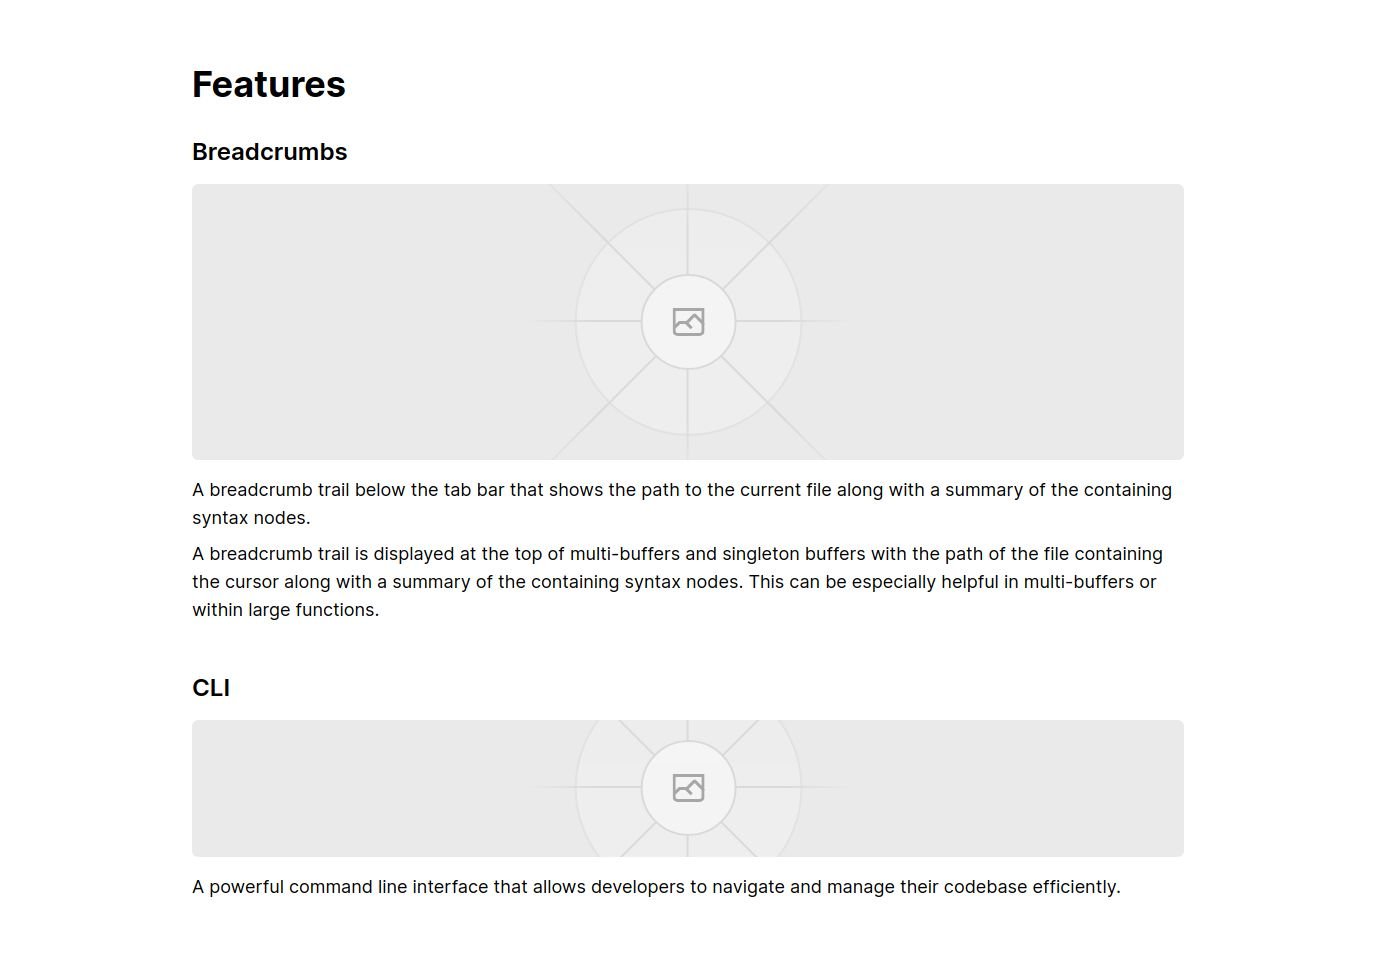 Features
Breadcrumbs
A breadcrumb trail below the tab bar that shows the path to the current file along with a summary of the containing
syntax nodes.
A breadcrumb trail is displayed at the top of multi-buffers and singleton buffers with the path of the file containing
the cursor along with a summary of the containing syntax nodes. This can be especially helpful in multi-buffers or
within large functions.
CLI
A powerful command line interface that allows developers to navigate and manage their codebase efficiently.